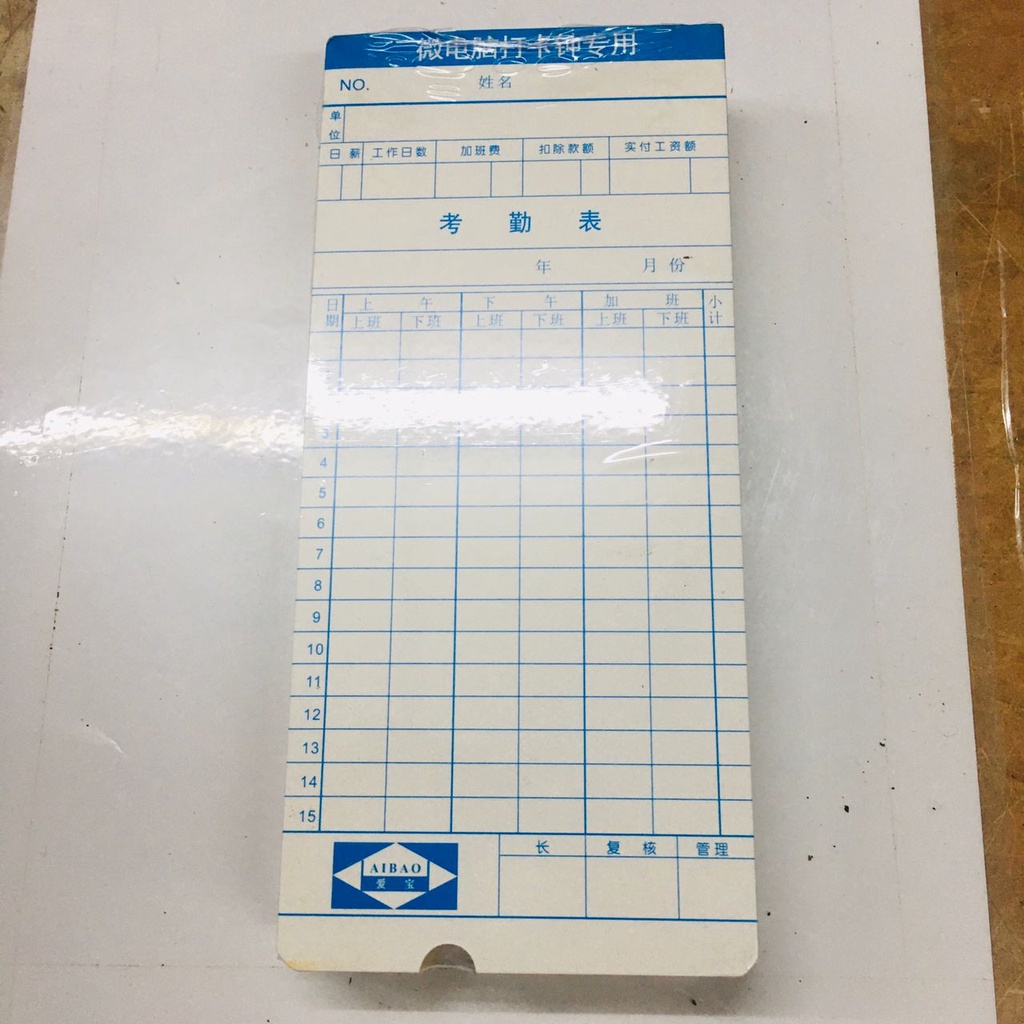 微电脑打卡钟专用
NO. 姓名
单位
日薪 工作日数 加班费 扣除款额 实付工资额
考勤表
年 月份
日期 上午 下午 加班 小计
上班 下班 上班 下班 上班 下班
3
4
5
6
7
8
9
10
11
12
13
14
15
长 复核 管理
AIBAO
爱宝